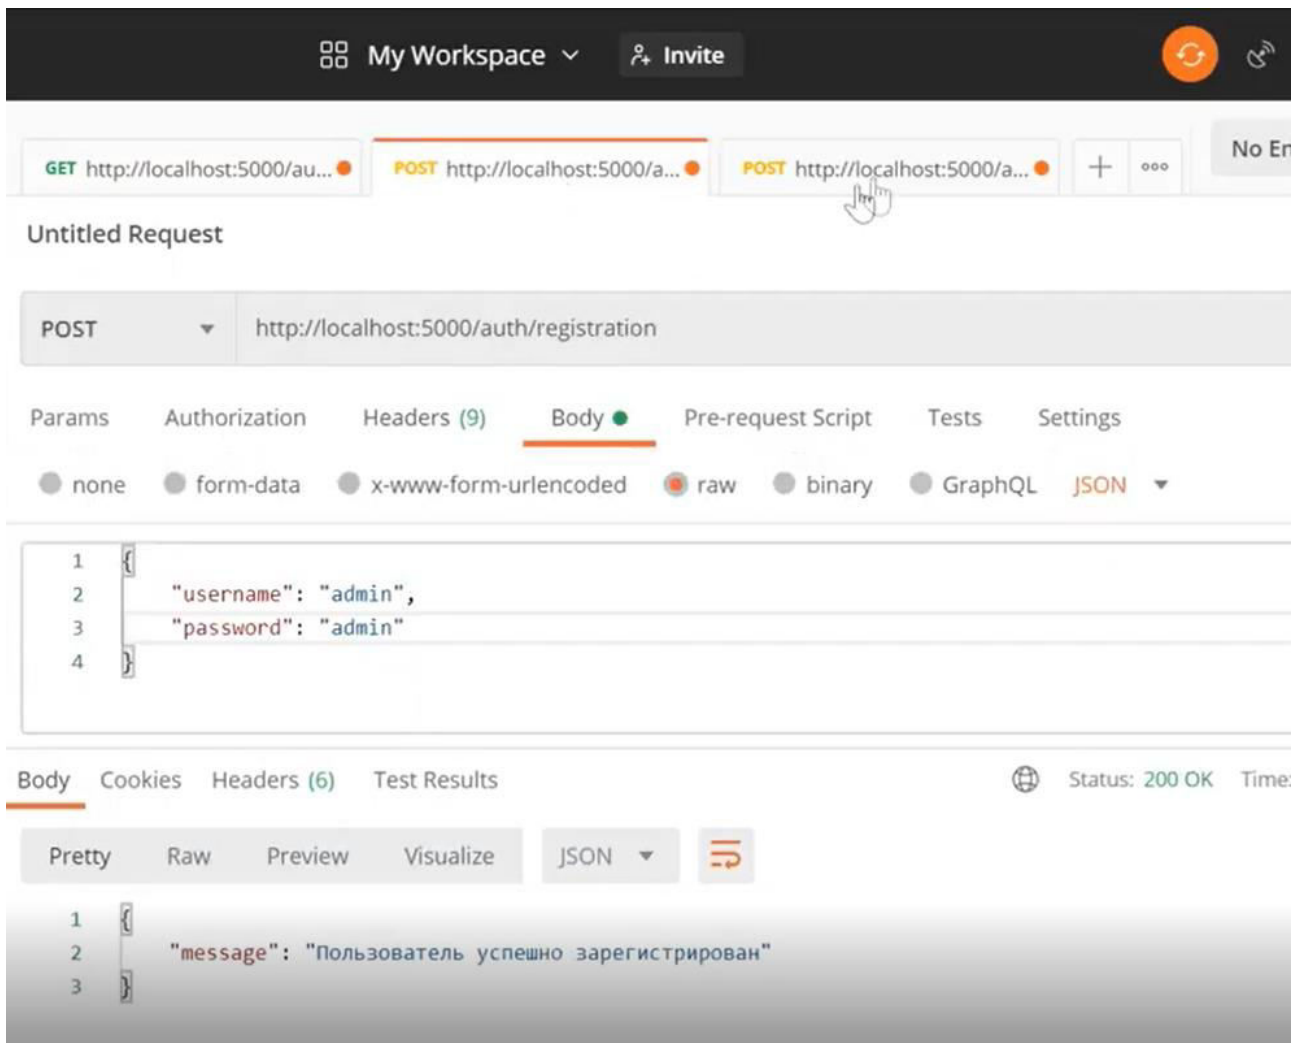 My Workspace Invite
GET http://localhost:5000/au... POST http://localhost:5000/a... POST http://localhost:5000/a... No
Untitled Request
POST http://localhost:5000/auth/registration
Params Authorization Headers (9) Body Pre-request Script Tests Settings
none form-data x-www-form-urlencoded raw binary GraphQL JSON
1 {
2 "username": "admin",
3 "password": "admin"
4 }
Body Cookies Headers (6) Test Results Status: 200 OK Time:
Pretty Raw Preview Visualize JSON
1 {
2 "message": "Пользователь успешно зарегистрирован"
3 }